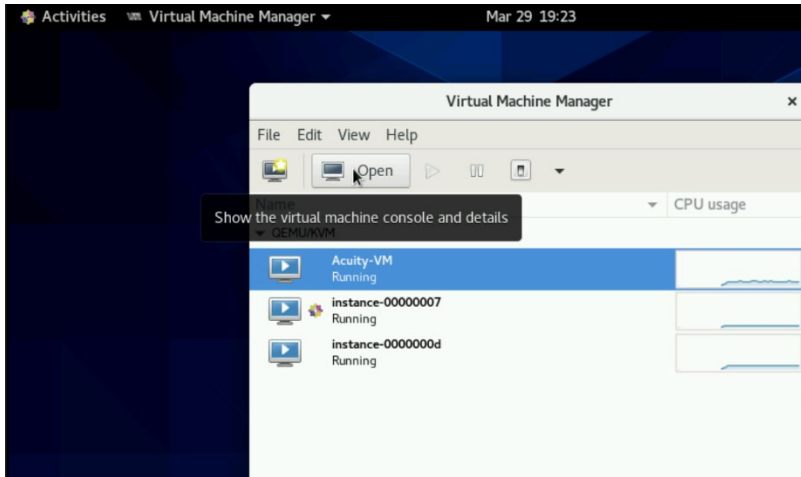 Activities Virtual Machine Manager Mar 29 19:23
Virtual Machine Manager
File Edit View Help
Open
Name CPU usage
Show the virtual machine console and details
QEMU/KVM
Acuity-VM
Running
instance-00000007
Running
instance-0000000d
Running